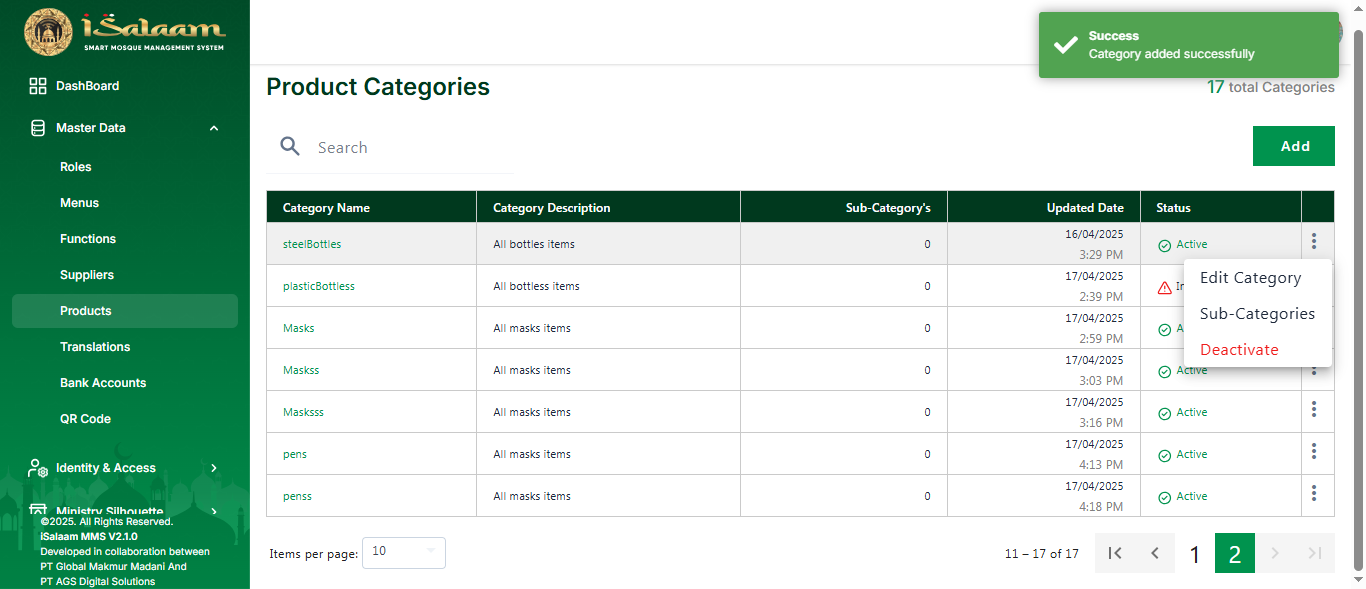 iSalaam
SMART MOSQUE MANAGEMENT SYSTEM
DashBoard
Master Data
Roles
Menus
Functions
Suppliers
Products
Translations
Bank Accounts
QR Code
Identity & Access
Ministry Silhouette
©2025. All Rights Reserved.
iSalaam MMS V2.1.0
Developed in collaboration between
PT Global Makmur Madani And
PT AGS Digital Solutions
Success
Category added successfully
Product Categories
17 total Categories
Search
Add
Category Name Category Description Sub-Category's Updated Date Status
steelBottles All bottles items 0 16/04/2025 3:29 PM Active
plasticBottless All bottless items 0 17/04/2025 2:39 PM
Masks All masks items 0 17/04/2025 2:59 PM
Maskss All masks items 0 17/04/2025 3:03 PM Active
Masksss All masks items 0 17/04/2025 3:16 PM Active
pens All masks items 0 17/04/2025 4:13 PM Active
penss All masks items 0 17/04/2025 4:18 PM Active
Edit Category
Sub-Categories
Deactivate
Items per page: 10
11 – 17 of 17
1 2